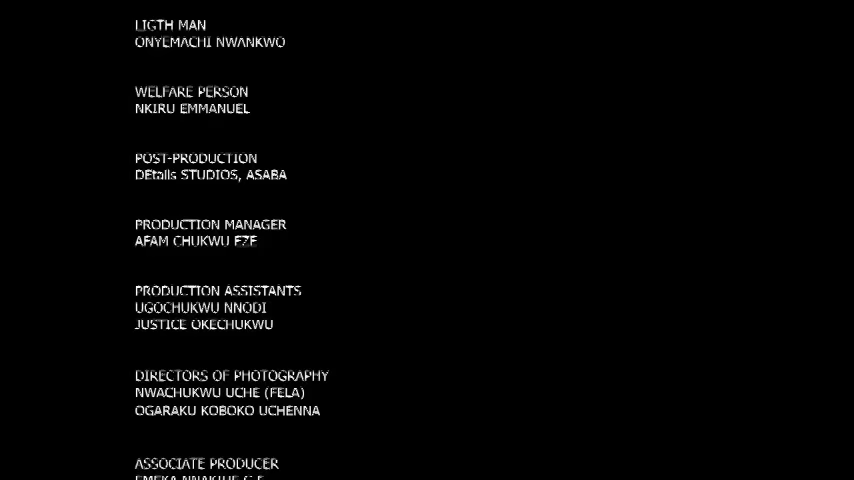 LIGTH MAN
ONYEMACHI NWANKWO
WELFARE PERSON
NKIRU EMMANUEL
POST-PRODUCTION
DEtails STUDIOS, ASABA
PRODUCTION MANAGER
AFAM CHUKWU EZE
PRODUCTION ASSISTANTS
UGOCHUKWU NNODI
JUSTICE OKECHUKWU
DIRECTORS OF PHOTOGRAPHY
NWACHUKWU UCHE (FELA)
OGARAKU KOBOKO UCHENNA
ASSOCIATE PRODUCER
EMEKA